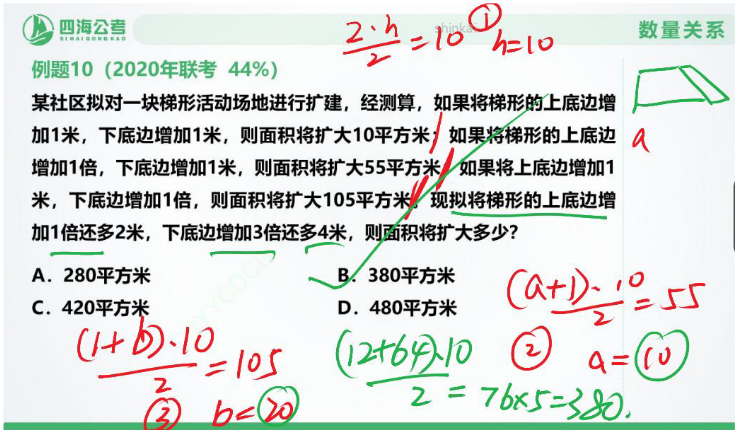 四海公考
SIHAIGONGKAO
数量关系
2·h/2=10 ① h=10
例题10（2020年联考 44%）
某社区拟对一块梯形活动场地进行扩建，经测算，如果将梯形的上底边增
加1米，下底边增加1米，则面积将扩大10平方米；如果将梯形的上底边
增加1倍，下底边增加1米，则面积将扩大55平方米；如果将上底边增加1
米，下底边增加1倍，则面积将扩大105平方米。现拟将梯形的上底边增
加1倍还多2米，下底边增加3倍还多4米，则面积将扩大多少？
a
A. 280平方米
B. 380平方米
C. 420平方米
D. 480平方米
(a+1)·10/2=55
② a=10
(1+b)·10/2=105
③ b=20
(12+64)·10/2=76×5=380.